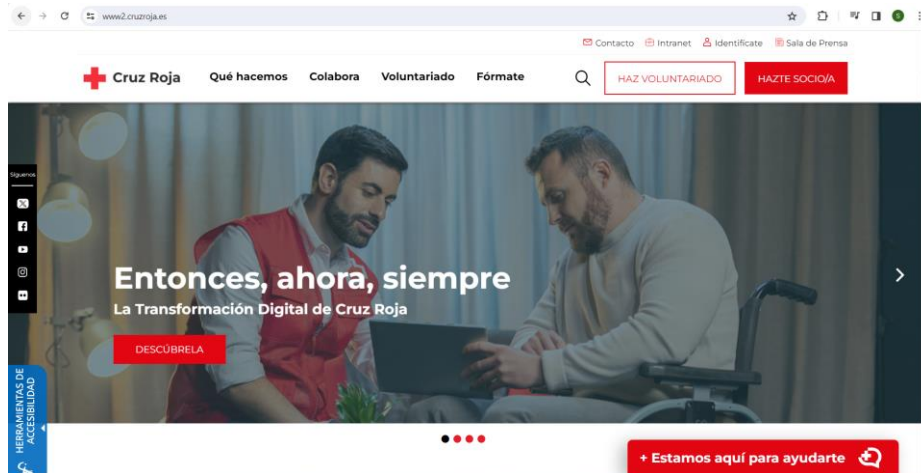 www2.cruzroja.es
S
Contacto Intranet Identifícate Sala de Prensa
Cruz Roja Qué hacemos Colabora Voluntariado Fórmate HAZ VOLUNTARIADO HAZTE SOCIO/A
Síguenos
Entonces, ahora, siempre
La Transformación Digital de Cruz Roja
DESCÚBRELA
HERRAMIENTAS DE
ACCESIBILIDAD
+ Estamos aquí para ayudarte